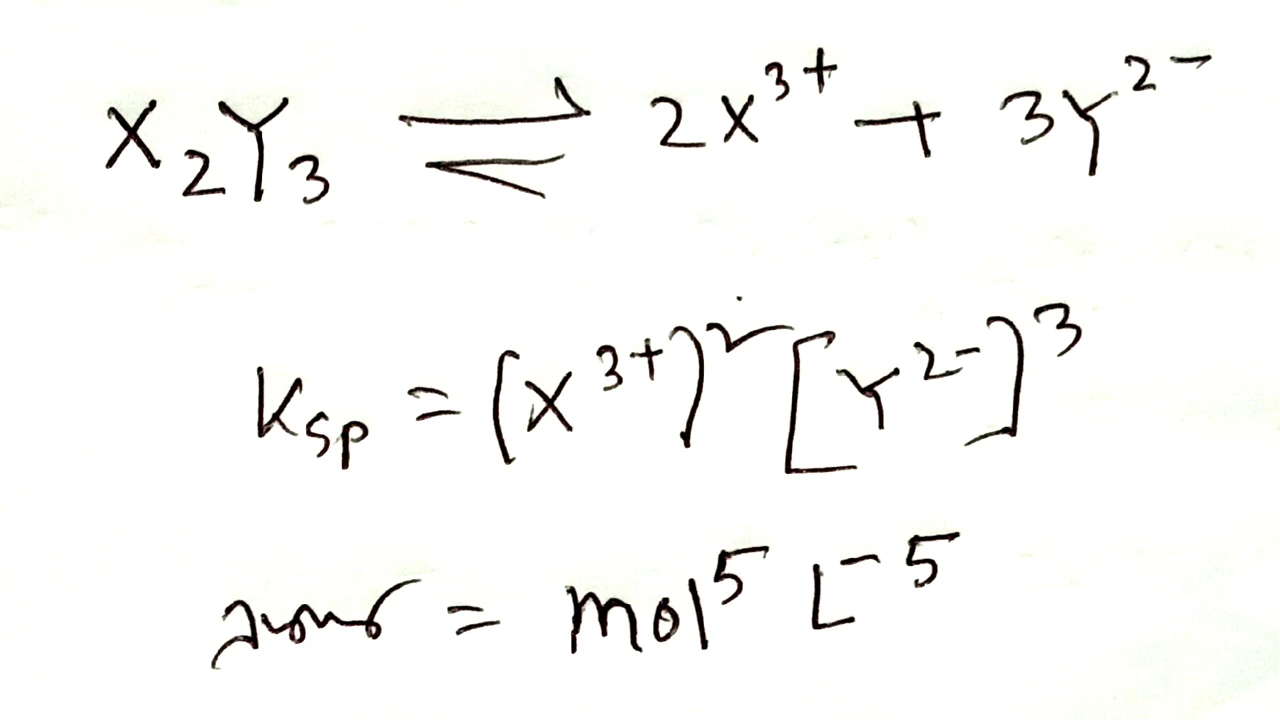 X₂Y₃ ⇌ 2X³⁺ + 3Y²⁻
Ksp = (X³⁺)² [Y²⁻]³
= mol⁵ L⁻⁵